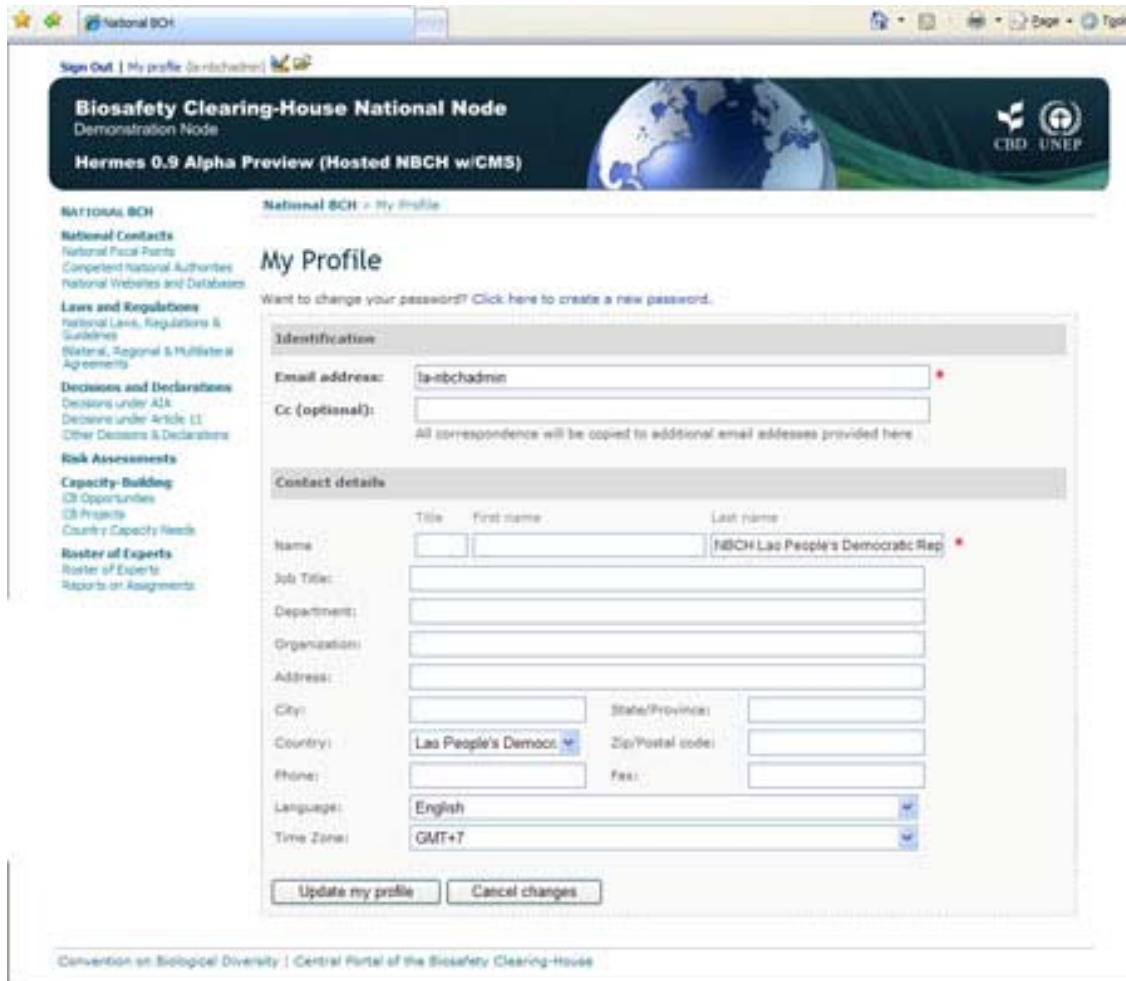 National BCH
Page
Tools
Sign Out | My profile (la-nbchadmin)
Biosafety Clearing-House National Node
Demonstration Node
Hermes 0.9 Alpha Preview (Hosted NBCH w/CMS)
CBD UNEP
NATIONAL BCH
National Contacts
National Focal Points
Competent National Authorities
National Websites and Databases
Laws and Regulations
National Laws, Regulations &
Guidelines
Bilateral, Regional & Multilateral
Agreements
Decisions and Declarations
Decisions under AIA
Decisions under Article 11
Other Decisions & Declarations
Risk Assessments
Capacity-Building
CB Opportunities
CB Projects
Country Capacity Needs
Roster of Experts
Roster of Experts
Reports on Assignments
National BCH > My Profile
My Profile
Want to change your password? Click here to create a new password.
Identification
Email address: la-nbchadmin *
Cc (optional):
All correspondence will be copied to additional email addesses provided here
Contact details
Title First name Last name
Name NBCH Lao People's Democratic Rep *
Job Title:
Department:
Organization:
Address:
City: State/Province:
Country: Lao People's Democr. Zip/Postal code:
Phone: Fax:
Language: English
Time Zone: GMT+7
Update my profile Cancel changes
Convention on Biological Diversity | Central Portal of the Biosafety Clearing-House